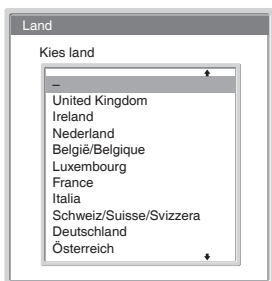 Land
Kies land
–
United Kingdom
Ireland
Nederland
België/Belgique
Luxembourg
France
Italia
Schweiz/Suisse/Svizzera
Deutschland
Österreich